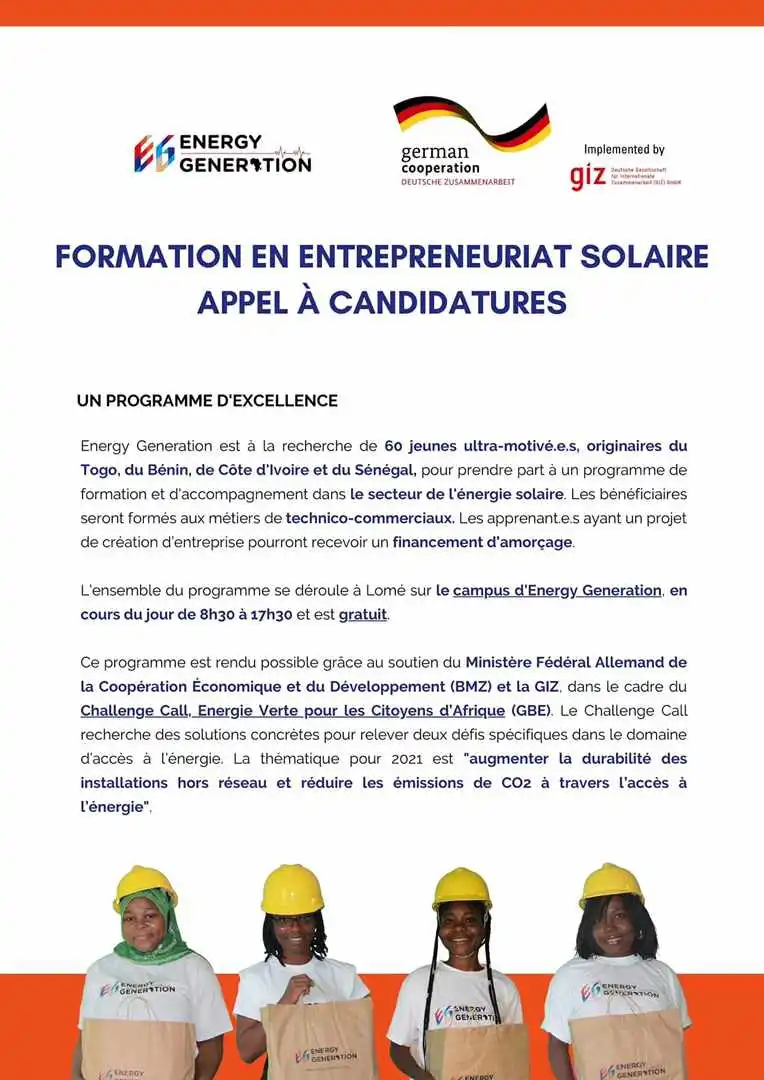 ENERGY
GENERATION
german
cooperation
DEUTSCHE ZUSAMMENARBEIT
Implemented by
giz Deutsche Gesellschaft
für Internationale
Zusammenarbeit (GIZ) GmbH
FORMATION EN ENTREPRENEURIAT SOLAIRE
APPEL À CANDIDATURES
UN PROGRAMME D'EXCELLENCE
Energy Generation est à la recherche de 60 jeunes ultra-motivé.e.s, originaires du
Togo, du Bénin, de Côte d'Ivoire et du Sénégal, pour prendre part à un programme de
formation et d'accompagnement dans le secteur de l'énergie solaire. Les bénéficiaires
seront formés aux métiers de technico-commerciaux. Les apprenant.e.s ayant un projet
de création d'entreprise pourront recevoir un financement d'amorçage.
L'ensemble du programme se déroule à Lomé sur le campus d'Energy Generation, en
cours du jour de 8h30 à 17h30 et est gratuit.
Ce programme est rendu possible grâce au soutien du Ministère Fédéral Allemand de
la Coopération Économique et du Développement (BMZ) et la GIZ, dans le cadre du
Challenge Call, Energie Verte pour les Citoyens d'Afrique (GBE). Le Challenge Call
recherche des solutions concrètes pour relever deux défis spécifiques dans le domaine
d'accès à l'énergie. La thématique pour 2021 est "augmenter la durabilité des
installations hors réseau et réduire les émissions de CO2 à travers l'accès à
l'énergie".
ENERGY
GENERATION
ENERGY
GENERATION
ENERGY
GENERATION
ENERGY
GENERATION
ENERGY
ENERGY
ENERGY
GENERATION